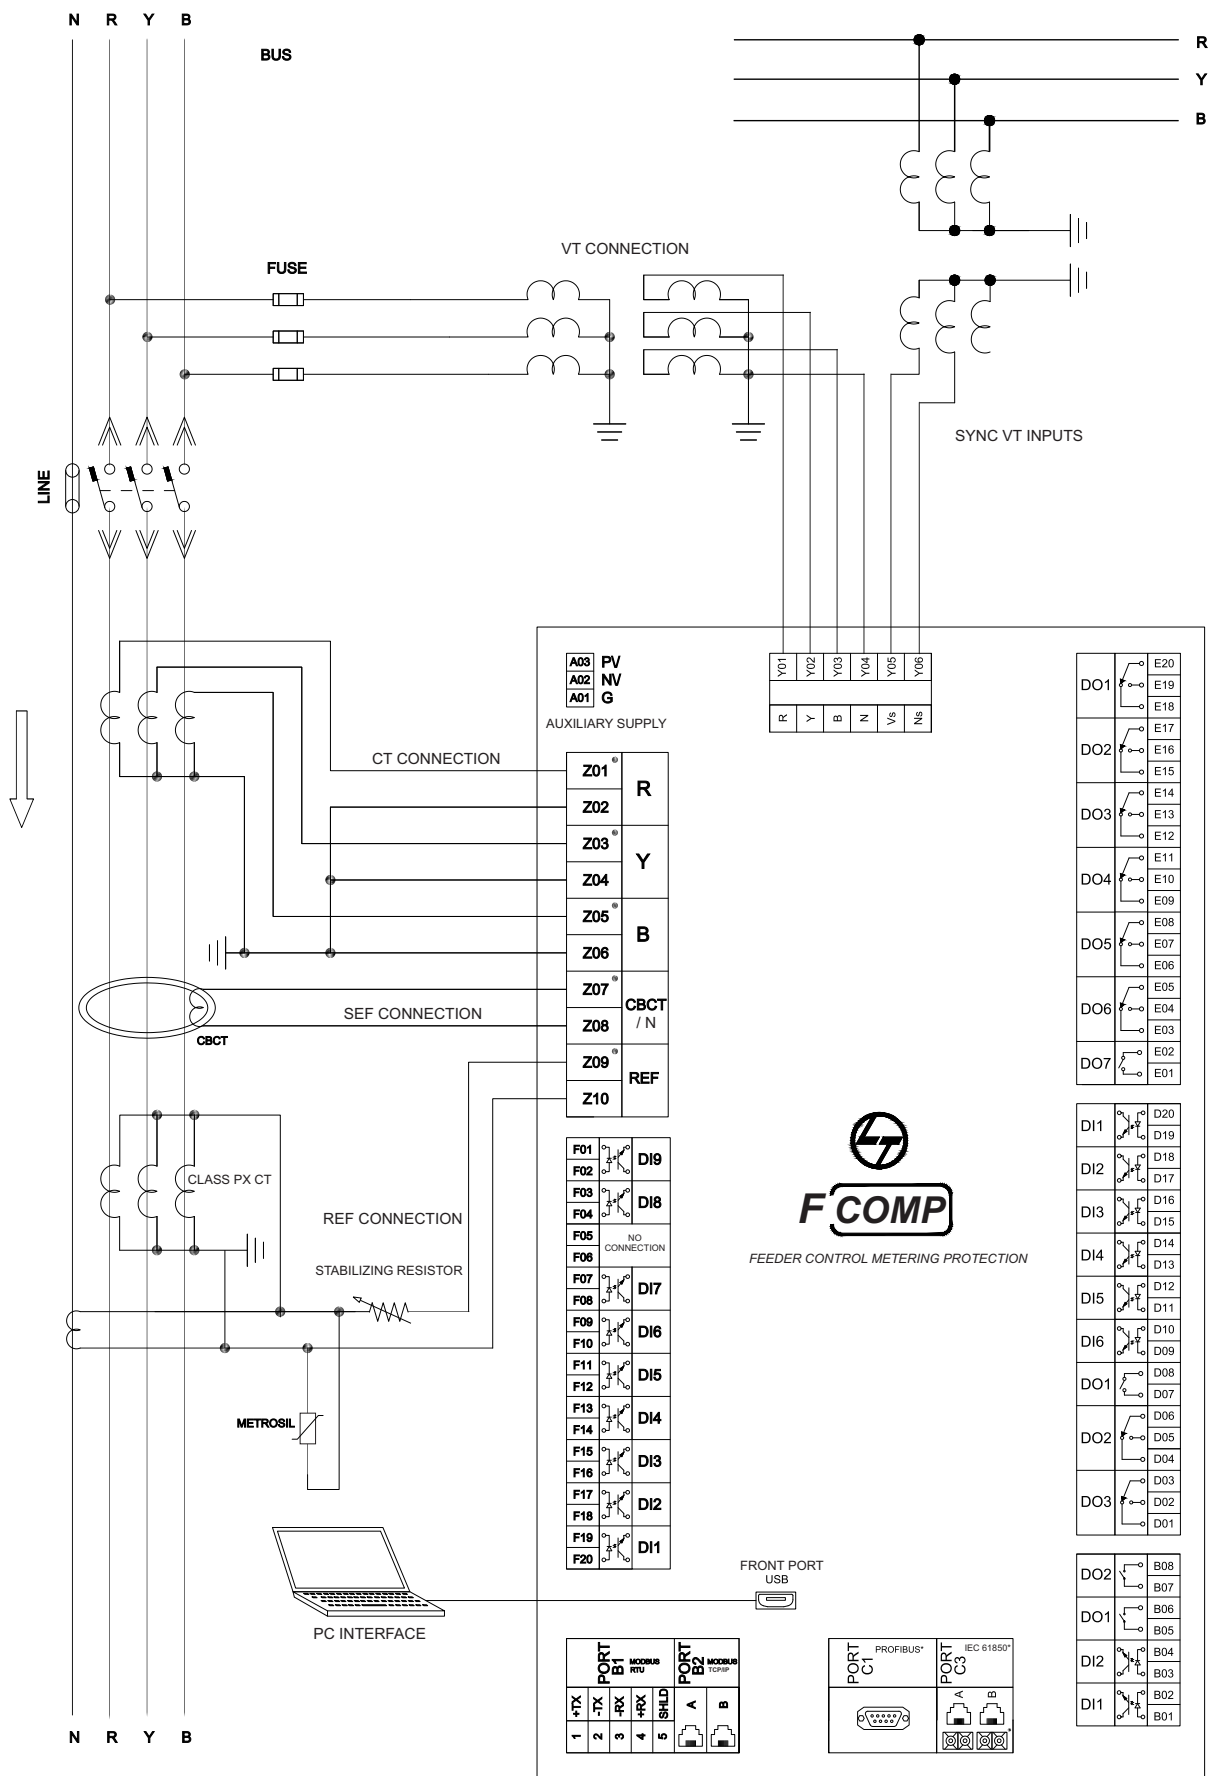 N R Y B
BUS
R
Y
B
VT CONNECTION
FUSE
SYNC VT INPUTS
LINE
A03 PV
A02 NV
A01 G
AUXILIARY SUPPLY
Y01 Y02 Y03 Y04 Y05 Y06
R Y B N Vs Ns
CT CONNECTION
Z01
R
Z02
Z03
Y
Z04
Z05
B
Z06
Z07
CBCT
/ N
Z08
SEF CONNECTION
CBCT
Z09
REF
Z10
CLASS PX CT
REF CONNECTION
STABILIZING RESISTOR
METROSIL
F01
F02
DI9
F03
F04
DI8
F05
F06
NO
CONNECTION
F07
F08
DI7
F09
F10
DI6
F11
F12
DI5
F13
F14
DI4
F15
F16
DI3
F17
F18
DI2
F19
F20
DI1
LT
F COMP
FEEDER CONTROL METERING PROTECTION
DO1
E20
E19
E18
DO2
E17
E16
E15
DO3
E14
E13
E12
DO4
E11
E10
E09
DO5
E08
E07
E06
DO6
E05
E04
E03
DO7
E02
E01
DI1
D20
D19
DI2
D18
D17
DI3
D16
D15
DI4
D14
D13
DI5
D12
D11
DI6
D10
D09
DO1
D08
D07
DO2
D06
D05
D04
DO3
D03
D02
D01
DO2
B08
B07
DO1
B06
B05
DI2
B04
B03
DI1
B02
B01
FRONT PORT
USB
PC INTERFACE
PORT
B1
MODBUS
RTU
PORT
B2
MODBUS
TCP/IP
+TX -TX -RX +RX SHLD A B
1 2 3 4 5
PORT
C1
PROFIBUS*
PORT
C3
IEC 61850*
A B
*
N R Y B